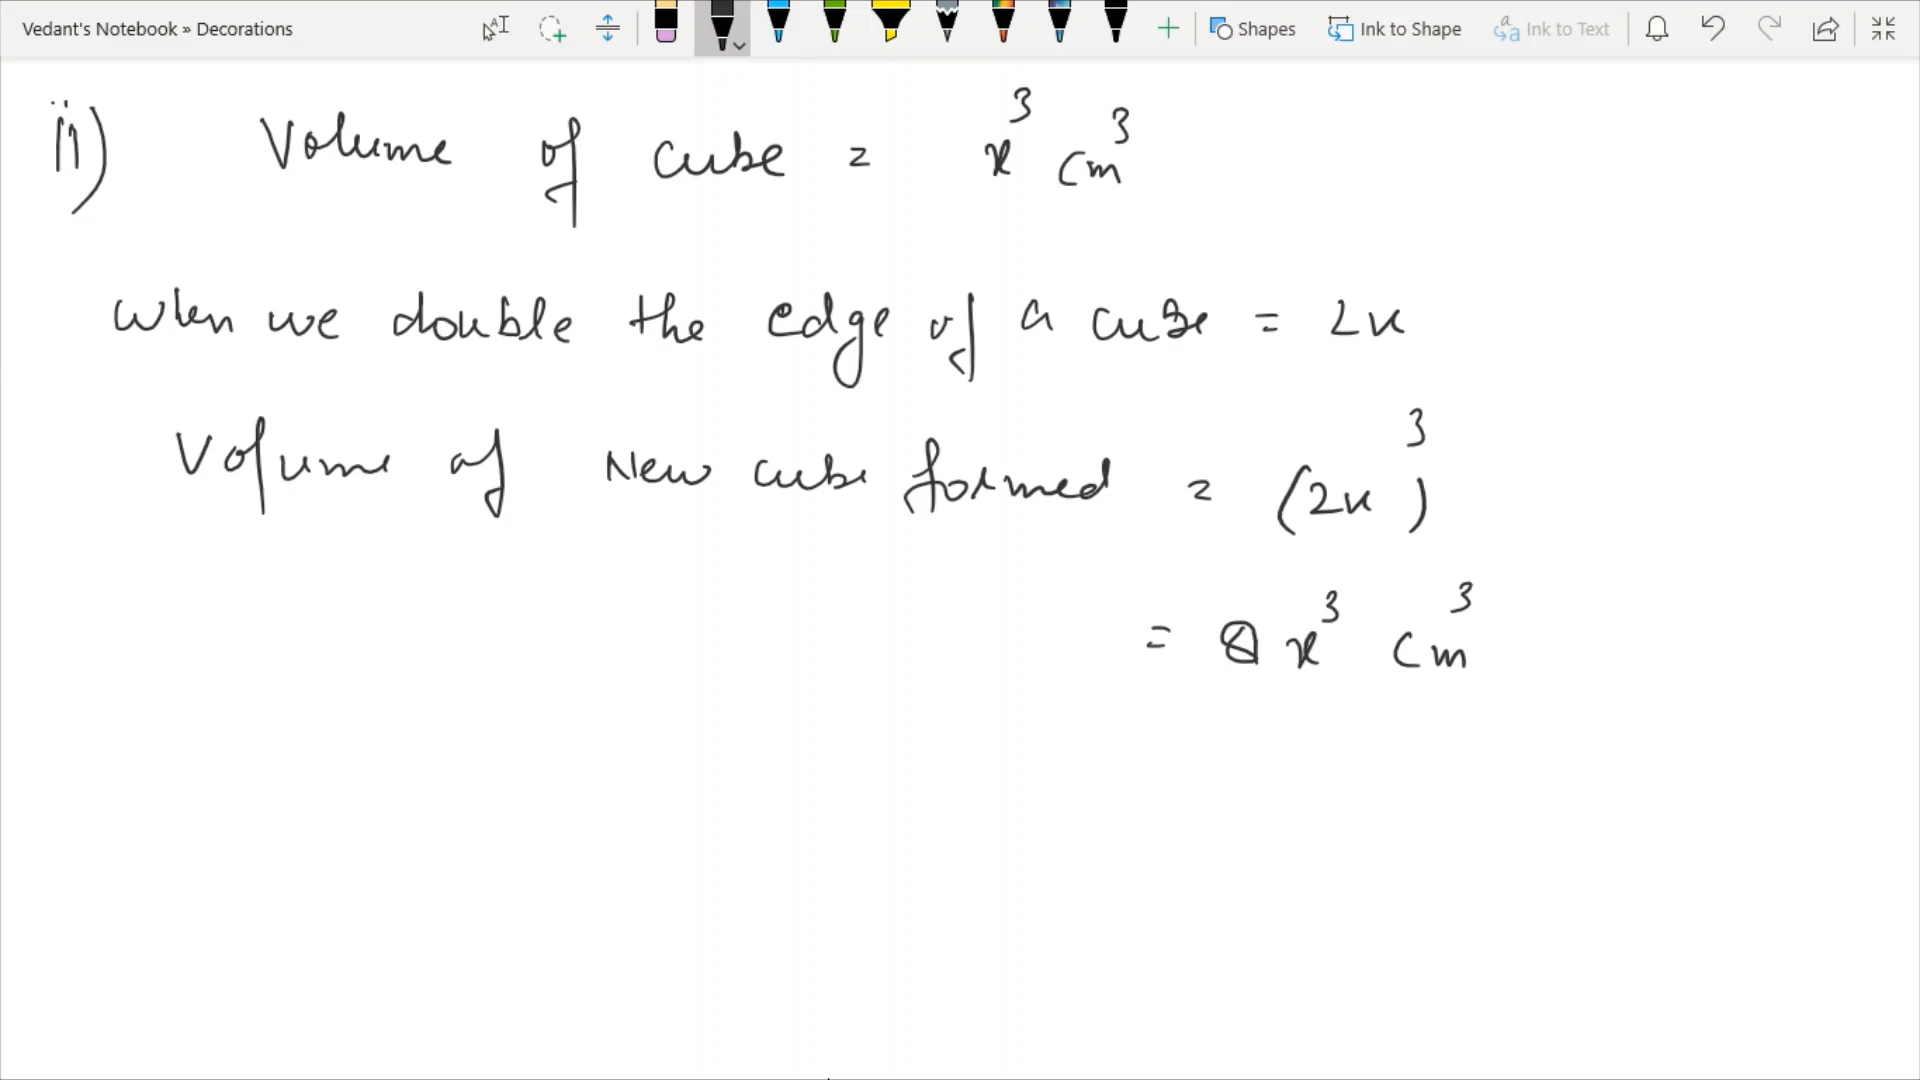 Vedant's Notebook » Decorations
Shapes
Ink to Shape
Ink to Text
ii) Volume of cube = x³ cm³
when we double the edge of a cube = 2x
Volume of New cube formed = (2x)³
= 8x³ cm³